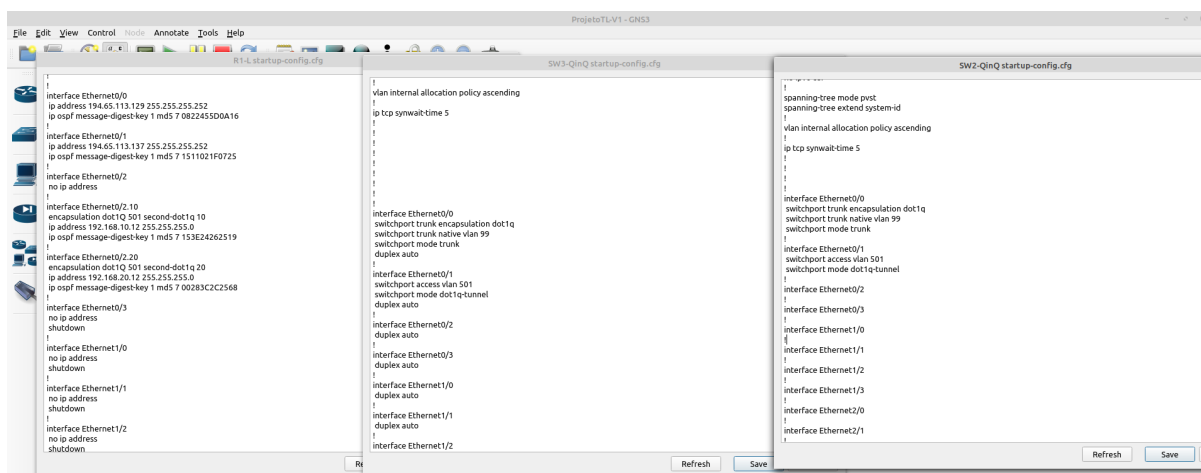 ProjetoTL-V1 - GNS3
File Edit View Control Node Annotate Tools Help
R1-L startup-config.cfg
!
!
interface Ethernet0/0
ip address 194.65.113.129 255.255.255.252
ip ospf message-digest-key 1 md5 7 0822455D0A16
!
interface Ethernet0/1
ip address 194.65.113.137 255.255.255.252
ip ospf message-digest-key 1 md5 7 1511021F0725
!
interface Ethernet0/2
no ip address
!
interface Ethernet0/2.10
encapsulation dot1Q 501 second-dot1q 10
ip address 192.168.10.12 255.255.255.0
ip ospf message-digest-key 1 md5 7 153E24262519
!
interface Ethernet0/2.20
encapsulation dot1Q 501 second-dot1q 20
ip address 192.168.20.12 255.255.255.0
ip ospf message-digest-key 1 md5 7 00283C2C2568
!
interface Ethernet0/3
no ip address
shutdown
!
interface Ethernet1/0
no ip address
shutdown
!
interface Ethernet1/1
no ip address
shutdown
!
interface Ethernet1/2
no ip address
shutdown
SW3-QinQ startup-config.cfg
!
vlan internal allocation policy ascending
!
ip tcp synwait-time 5
!
!
!
!
!
!
!
!
!
interface Ethernet0/0
switchport trunk encapsulation dot1q
switchport trunk native vlan 99
switchport mode trunk
duplex auto
!
interface Ethernet0/1
switchport access vlan 501
switchport mode dot1q-tunnel
duplex auto
!
interface Ethernet0/2
duplex auto
!
interface Ethernet0/3
duplex auto
!
interface Ethernet1/0
duplex auto
!
interface Ethernet1/1
duplex auto
!
interface Ethernet1/2
Refresh Save
SW2-QinQ startup-config.cfg
!
spanning-tree mode pvst
spanning-tree extend system-id
!
vlan internal allocation policy ascending
!
ip tcp synwait-time 5
!
!
!
!
interface Ethernet0/0
switchport trunk encapsulation dot1q
switchport trunk native vlan 99
switchport mode trunk
!
interface Ethernet0/1
switchport access vlan 501
switchport mode dot1q-tunnel
!
interface Ethernet0/2
!
interface Ethernet0/3
!
interface Ethernet1/0
!
interface Ethernet1/1
!
interface Ethernet1/2
!
interface Ethernet1/3
!
interface Ethernet2/0
!
interface Ethernet2/1
!
Refresh Save